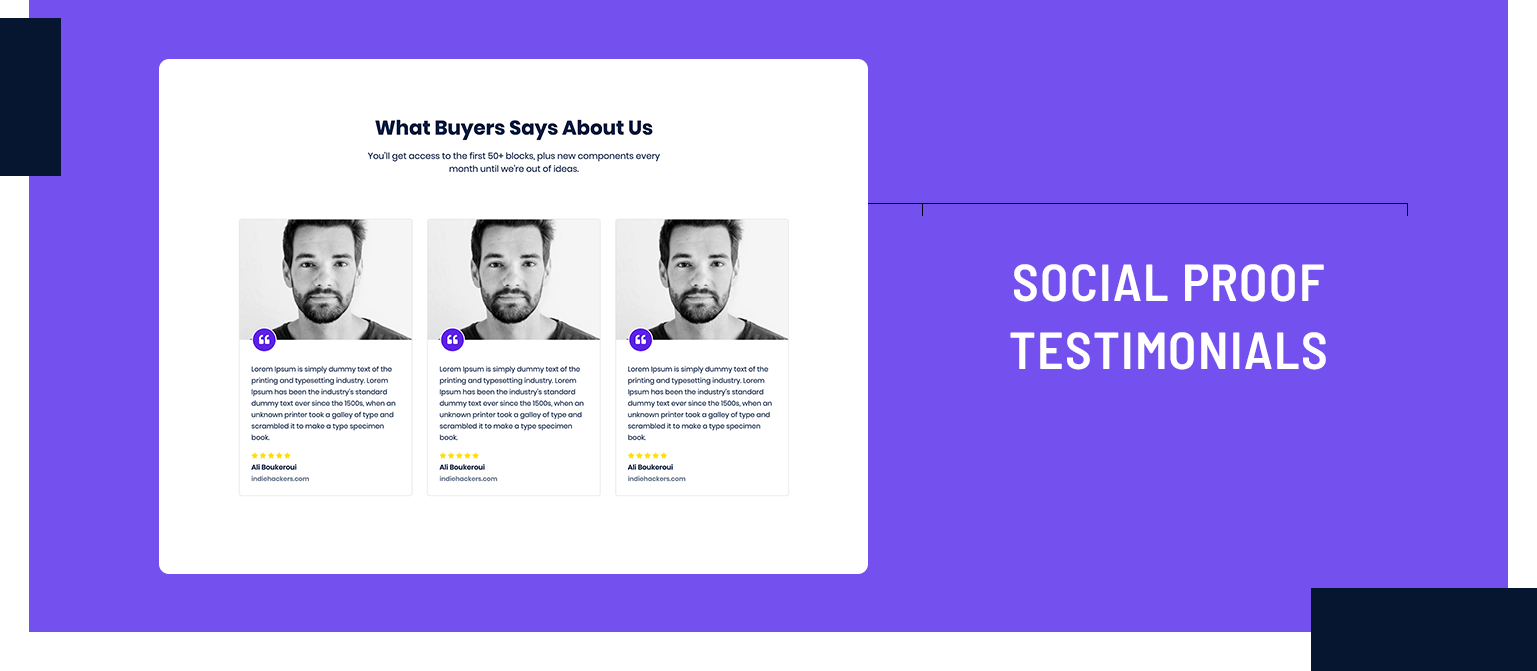 What Buyers Says About Us
You'll get access to the first 50+ blocks, plus new components every
month until we're out of ideas.
Lorem Ipsum is simply dummy text of the
printing and typesetting industry. Lorem
Ipsum has been the industry's standard
dummy text ever since the 1500s, when an
unknown printer took a galley of type and
scrambled it to make a type specimen
book.
Ali Boukeroui
indiehackers.com
Lorem Ipsum is simply dummy text of the
printing and typesetting industry. Lorem
Ipsum has been the industry's standard
dummy text ever since the 1500s, when an
unknown printer took a galley of type and
scrambled it to make a type specimen
book.
Ali Boukeroui
indiehackers.com
Lorem Ipsum is simply dummy text of the
printing and typesetting industry. Lorem
Ipsum has been the industry's standard
dummy text ever since the 1500s, when an
unknown printer took a galley of type and
scrambled it to make a type specimen
book.
Ali Boukeroui
indiehackers.com
SOCIAL PROOF
TESTIMONIALS